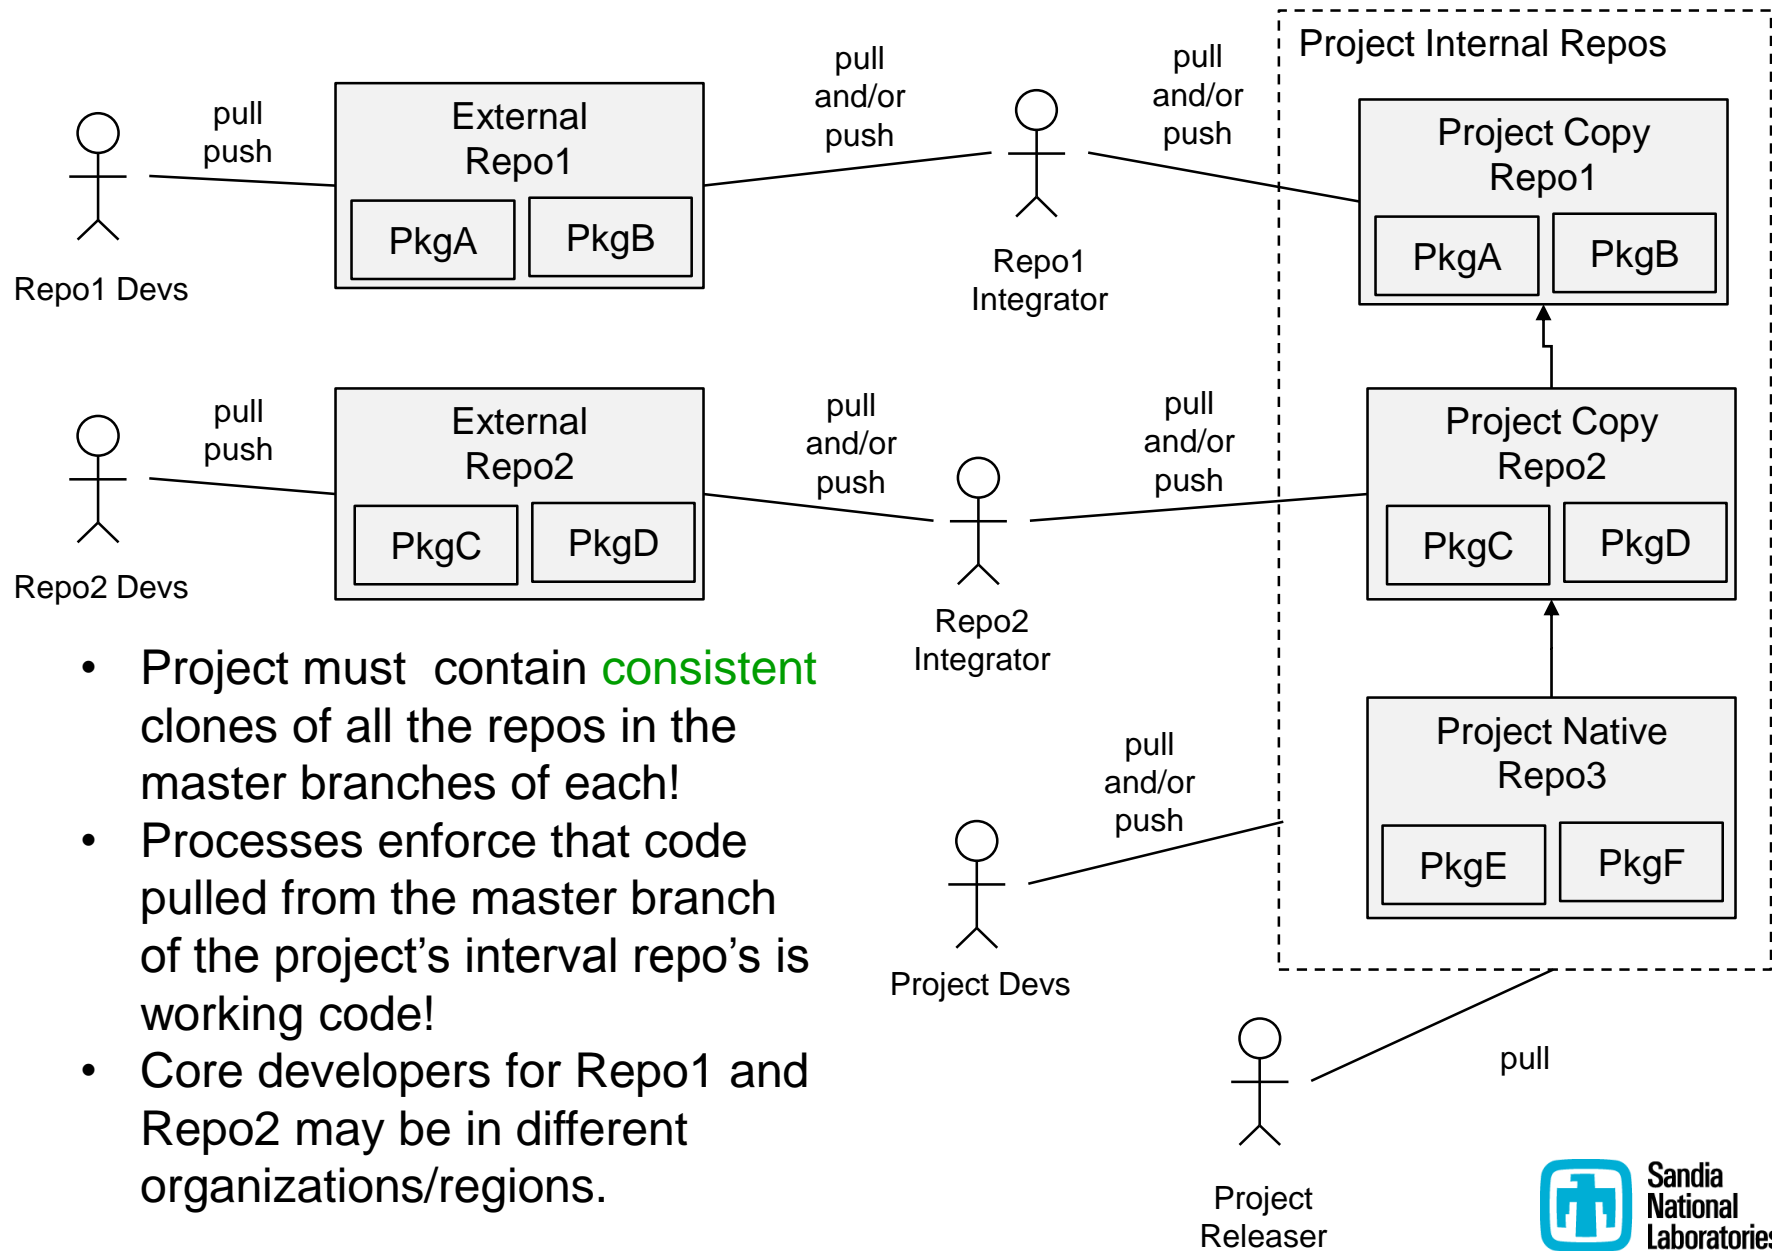 Project Internal Repos
pull
push
External
Repo1
PkgA
PkgB
Repo1 Devs
pull
and/or
push
Repo1
Integrator
pull
and/or
push
Project Copy
Repo1
PkgA
PkgB
pull
push
External
Repo2
PkgC
PkgD
Repo2 Devs
pull
and/or
push
Repo2
Integrator
pull
and/or
push
Project Copy
Repo2
PkgC
PkgD
• Project must  contain consistent
clones of all the repos in the
master branches of each!
• Processes enforce that code
pulled from the master branch
of the project’s interval repo’s is
working code!
• Core developers for Repo1 and
Repo2 may be in different
organizations/regions.
pull
and/or
push
Project Devs
Project Native
Repo3
PkgE
PkgF
pull
Project
Releaser
Sandia
National
Laboratories